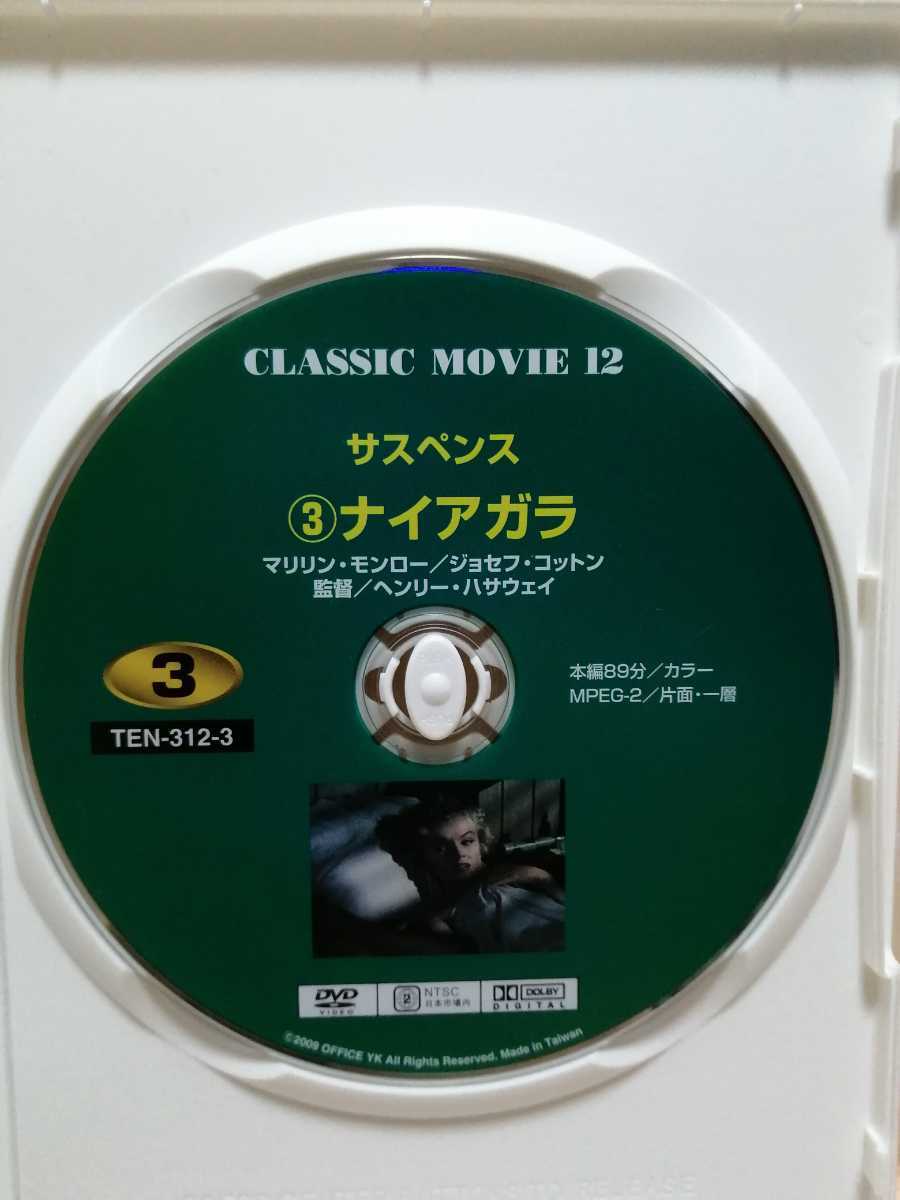 CLASSIC MOVIE 12
サスペンス
③ナイアガラ
マリリン・モンロー/ジョセフ・コットン
監督/ヘンリー・ハサウェイ
3
TEN-312-3
本編89分/カラー
MPEG-2/片面・一層
DVD
VIDEO
2
NTSC
日本市場内
DOLBY
DIGITAL
©2009 OFFICE YK All Rights Reserved. Made in Taiwan